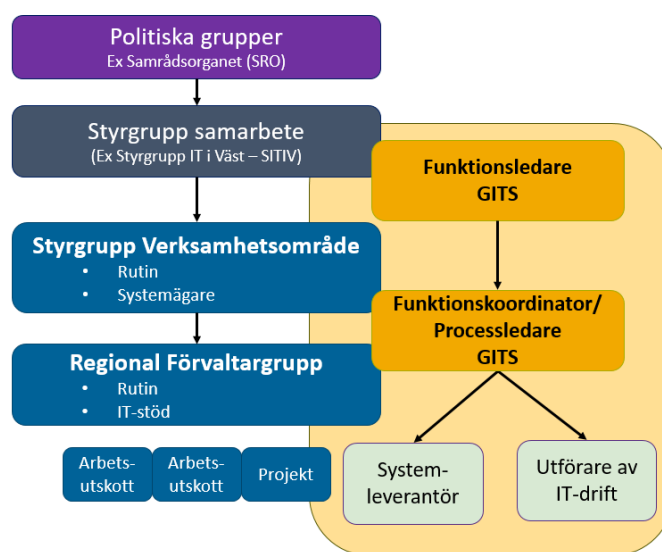 Politiska grupper
Ex Samrådsorganet (SRO)
Styrgrupp samarbete
(Ex Styrgrupp IT i Väst – SITIV)
Funktionsledare
GITS
Styrgrupp Verksamhetsområde
• Rutin
• Systemägare
Funktionskoordinator/
Processledare
GITS
Regional Förvaltargrupp
• Rutin
• IT-stöd
Arbets-
utskott
Arbets-
utskott
Projekt
System-
leverantör
Utförare av
IT-drift